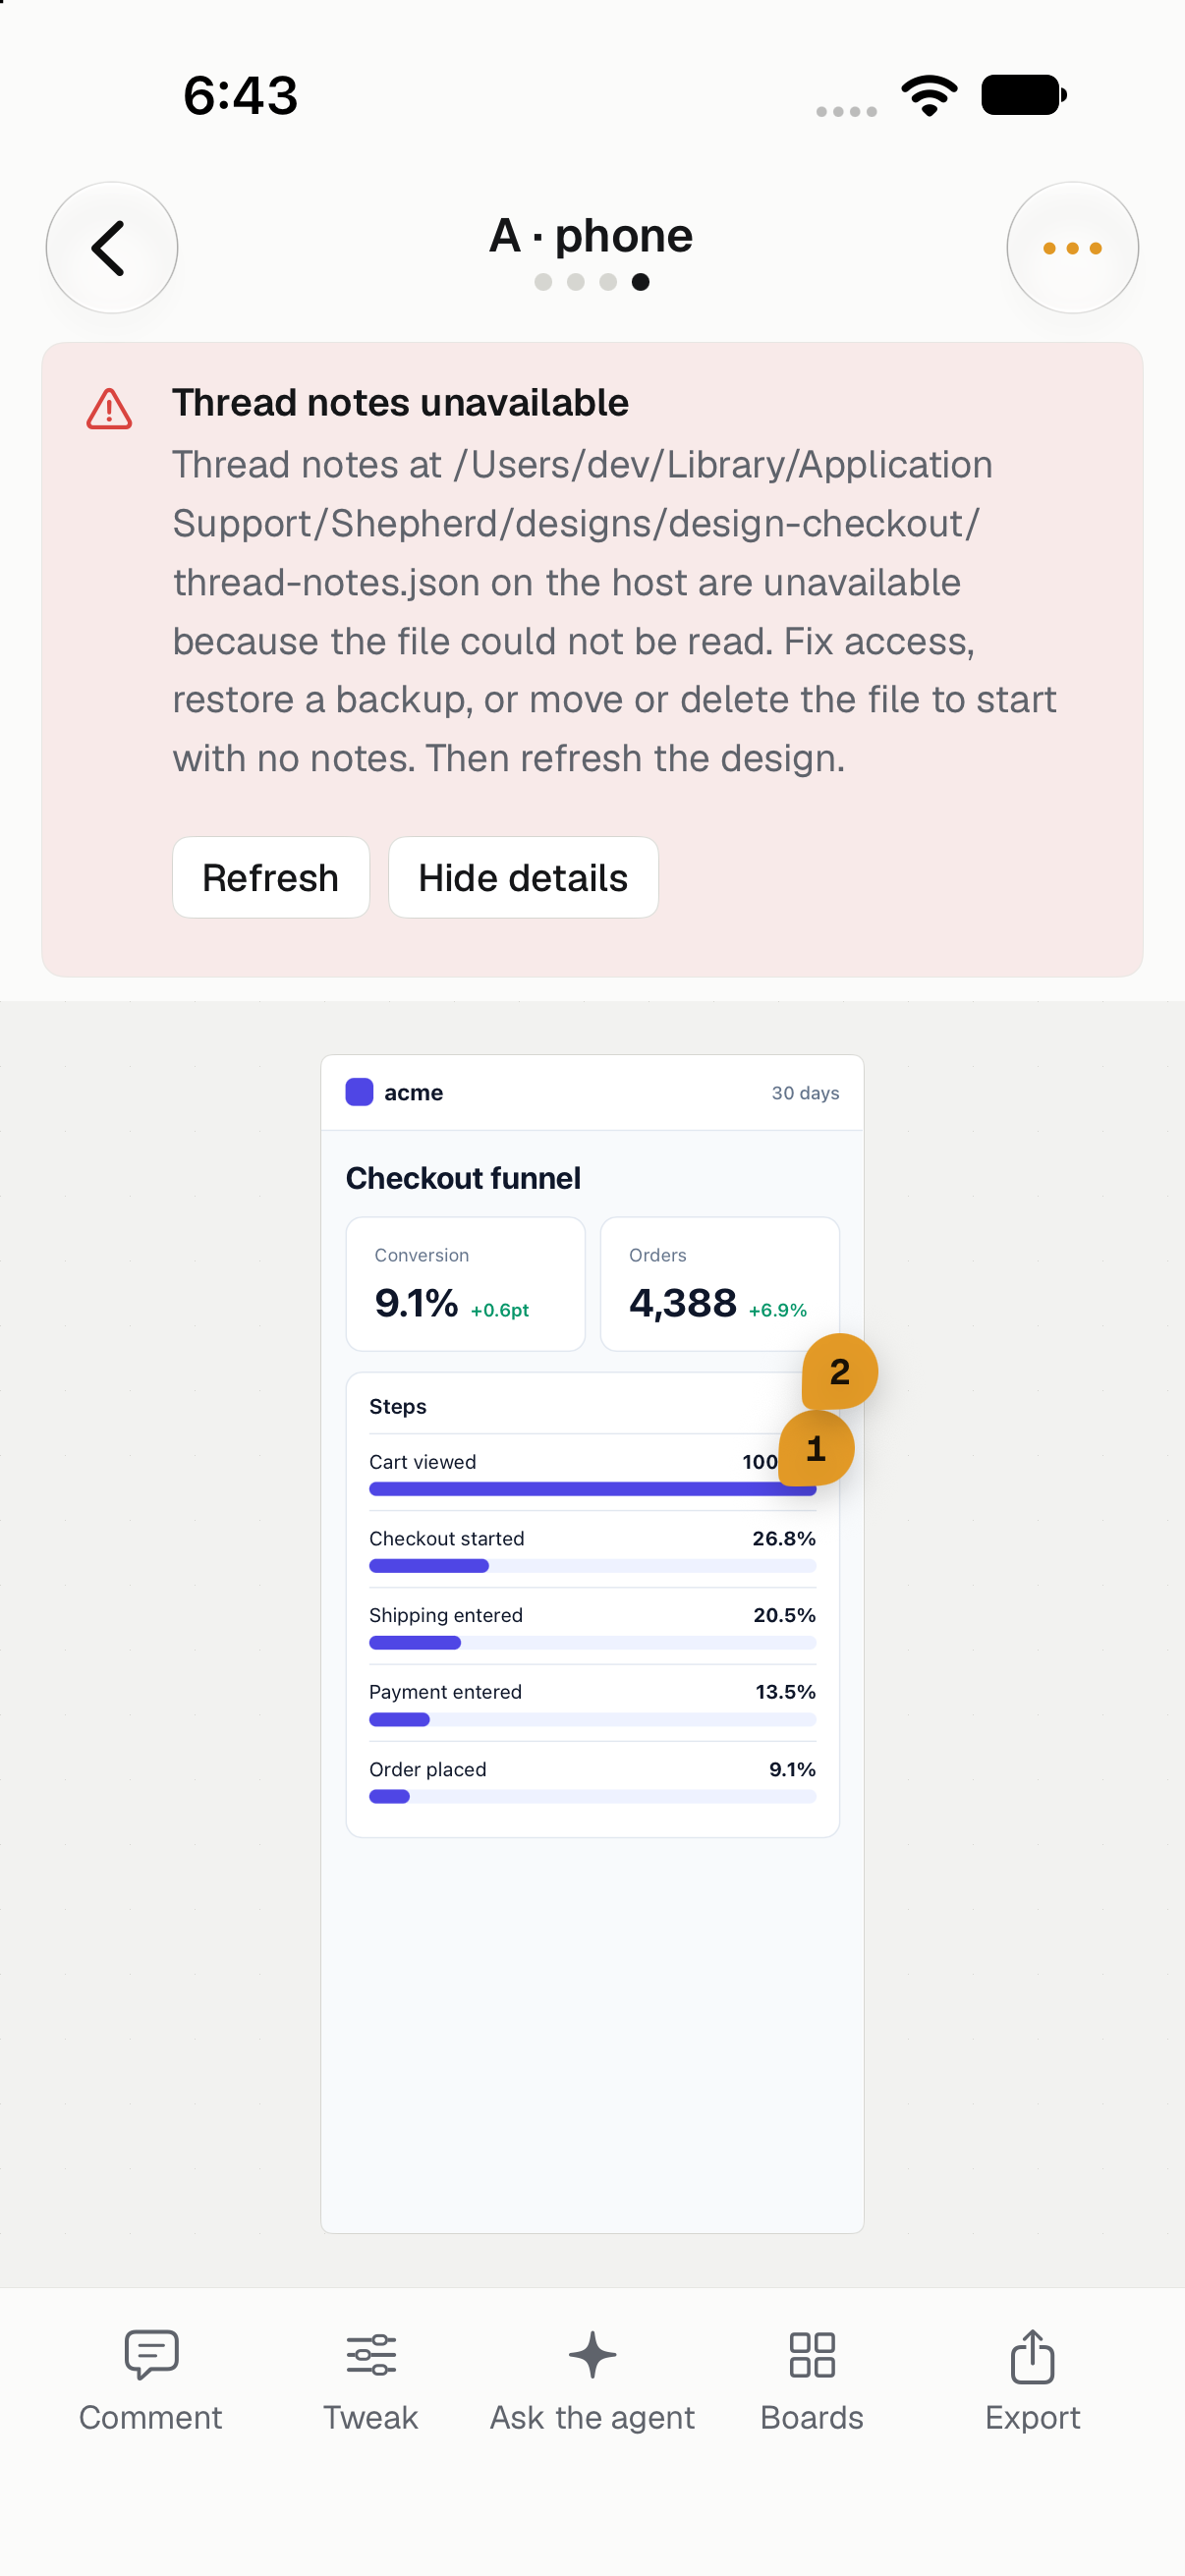 6:43
A · phone
Thread notes unavailable
Thread notes at /Users/dev/Library/Application
Support/Shepherd/designs/design-checkout/
thread-notes.json on the host are unavailable
because the file could not be read. Fix access,
restore a backup, or move or delete the file to start
with no notes. Then refresh the design.
Refresh
Hide details
acme
30 days
Checkout funnel
Conversion
Orders
9.1% +0.6pt
4,388 +6.9%
2
Steps
1
Cart viewed
100
Checkout started
26.8%
Shipping entered
20.5%
Payment entered
13.5%
Order placed
9.1%
Comment
Tweak
Ask the agent
Boards
Export